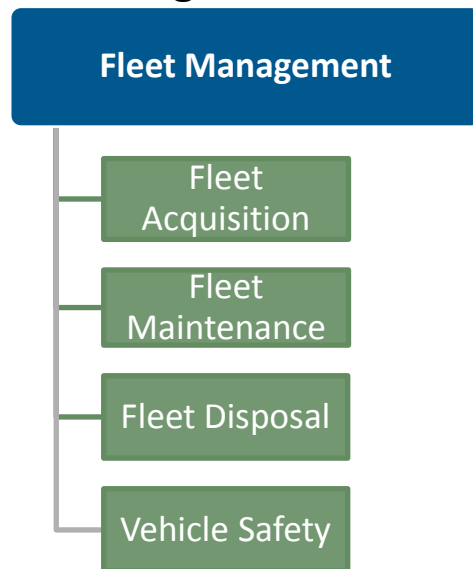 Fleet Management
Fleet
Acquisition
Fleet
Maintenance
Fleet Disposal
Vehicle Safety